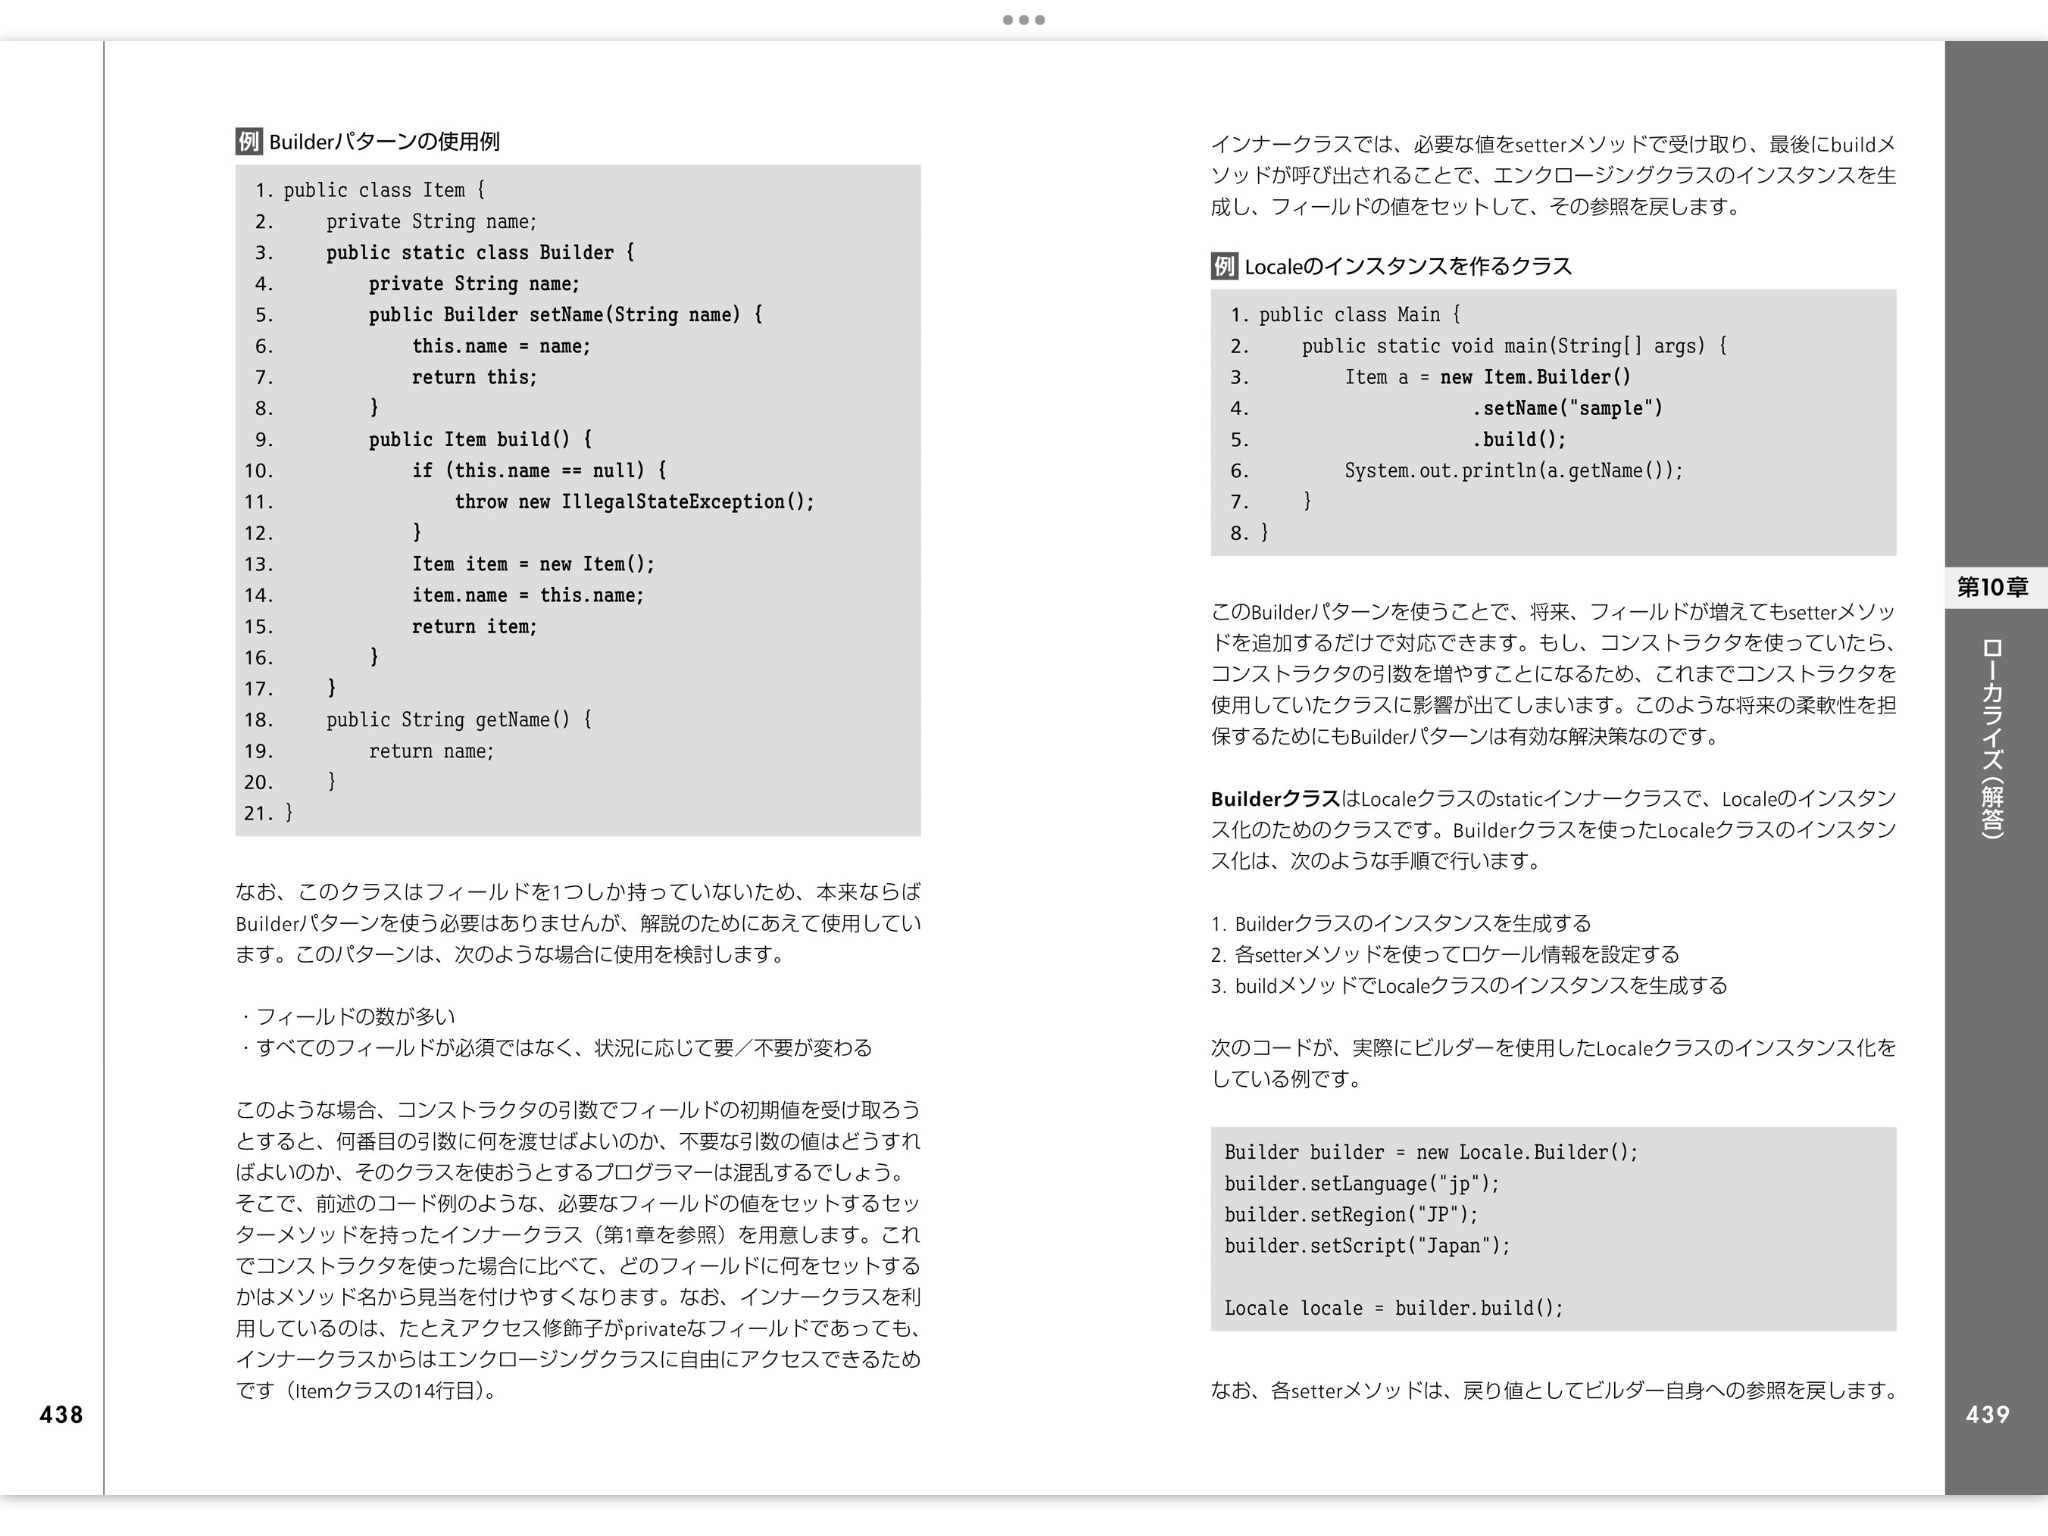 例 Builderパターンの使用例
1. public class Item {
2.     private String name;
3.     public static class Builder {
4.         private String name;
5.         public Builder setName(String name) {
6.             this.name = name;
7.             return this;
8.         }
9.         public Item build() {
10.             if (this.name == null) {
11.                 throw new IllegalStateException();
12.             }
13.             Item item = new Item();
14.             item.name = this.name;
15.             return item;
16.         }
17.     }
18.     public String getName() {
19.         return name;
20.     }
21. }
なお、このクラスはフィールドを1つしか持っていないため、本来ならば
Builderパターンを使う必要はありませんが、解説のためにあえて使用してい
ます。このパターンは、次のような場合に使用を検討します。
・フィールドの数が多い
・すべてのフィールドが必須ではなく、状況に応じて要／不要が変わる
このような場合、コンストラクタの引数でフィールドの初期値を受け取ろう
とすると、何番目の引数に何を渡せばよいのか、不要な引数の値はどうすれ
ばよいのか、そのクラスを使おうとするプログラマーは混乱するでしょう。
そこで、前述のコード例のような、必要なフィールドの値をセットするセッ
ターメソッドを持ったインナークラス（第1章を参照）を用意します。これ
でコンストラクタを使った場合に比べて、どのフィールドに何をセットする
かはメソッド名から見当を付けやすくなります。なお、インナークラスを利
用しているのは、たとえアクセス修飾子がprivateなフィールドであっても、
インナークラスからはエンクロージングクラスに自由にアクセスできるため
です（Itemクラスの14行目）。
438
インナークラスでは、必要な値をsetterメソッドで受け取り、最後にbuildメ
ソッドが呼び出されることで、エンクロージングクラスのインスタンスを生
成し、フィールドの値をセットして、その参照を戻します。
例 Localeのインスタンスを作るクラス
1. public class Main {
2.     public static void main(String[] args) {
3.         Item a = new Item.Builder()
4.                     .setName("sample")
5.                     .build();
6.         System.out.println(a.getName());
7.     }
8. }
このBuilderパターンを使うことで、将来、フィールドが増えてもsetterメソッ
ドを追加するだけで対応できます。もし、コンストラクタを使っていたら、
コンストラクタの引数を増やすことになるため、これまでコンストラクタを
使用していたクラスに影響が出てしまいます。このような将来の柔軟性を担
保するためにもBuilderパターンは有効な解決策なのです。
BuilderクラスはLocaleクラスのstaticインナークラスで、Localeのインスタン
ス化のためのクラスです。Builderクラスを使ったLocaleクラスのインスタン
ス化は、次のような手順で行います。
1. Builderクラスのインスタンスを生成する
2. 各setterメソッドを使ってロケール情報を設定する
3. buildメソッドでLocaleクラスのインスタンスを生成する
次のコードが、実際にビルダーを使用したLocaleクラスのインスタンス化を
している例です。
Builder builder = new Locale.Builder();
builder.setLanguage("jp");
builder.setRegion("JP");
builder.setScript("Japan");
Locale locale = builder.build();
なお、各setterメソッドは、戻り値としてビルダー自身への参照を戻します。
第10章
ローカライズ（解答）
439